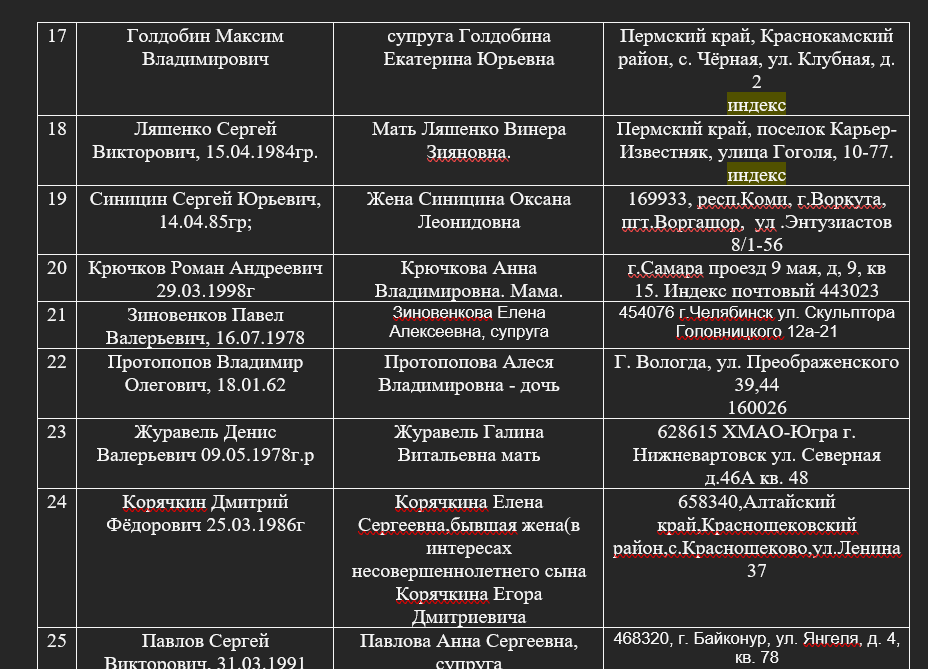 17
Голдобин Максим
Владимирович
супруга Голдобина
Екатерина Юрьевна
Пермский край, Краснокамский
район, с. Чёрная, ул. Клубная, д.
2
индекс
18
Ляшенко Сергей
Викторович, 15.04.1984гр.
Мать Ляшенко Винера
Зияновна.
Пермский край, поселок Карьер-
Известняк, улица Гоголя, 10-77.
индекс
19
Синицин Сергей Юрьевич,
14.04.85гр;
Жена Синицина Оксана
Леонидовна
169933, респ.Коми, г.Воркута,
пгт.Воргашор, ул .Энтузиастов
8/1-56
20
Крючков Роман Андреевич
29.03.1998г
Крючкова Анна
Владимировна. Мама.
г.Самара проезд 9 мая, д, 9, кв
15. Индекс почтовый 443023
21
Зиновенков Павел
Валерьевич, 16.07.1978
Зиновенкова Елена
Алексеевна, супруга
454076 г.Челябинск ул. Скульптора
Головницкого 12а-21
22
Протопопов Владимир
Олегович, 18.01.62
Протопопова Алеся
Владимировна - дочь
Г. Вологда, ул. Преображенского
39,44
160026
23
Журавель Денис
Валерьевич 09.05.1978г.р
Журавель Галина
Витальевна мать
628615 ХМАО-Югра г.
Нижневартовск ул. Северная
д.46А кв. 48
24
Корячкин Дмитрий
Фёдорович 25.03.1986г
Корячкина Елена
Сергеевна,бывшая жена(в
интересах
несовершеннолетнего сына
Корячкина Егора
Дмитриевича
658340,Алтайский
край,Краснощековский
район,с.Краснощеково,ул.Ленина
37
25
Павлов Сергей
Викторович, 31.03.1991
Павлова Анна Сергеевна,
супруга
468320, г. Байконур, ул. Янгеля, д. 4,
кв. 78